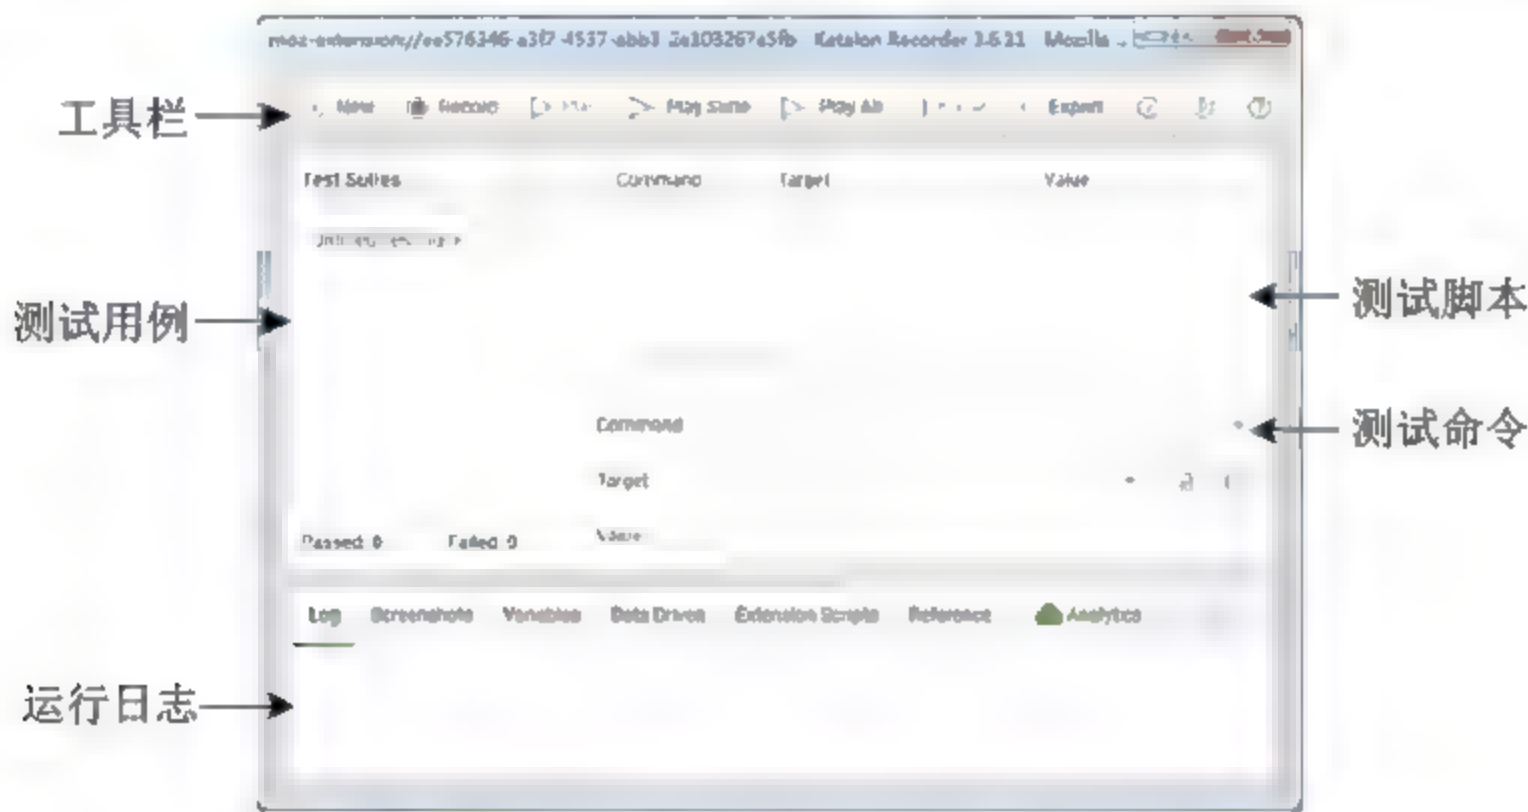 Katalon Recorder 3.6.11 Mozilla
工具栏
New Record Play Suite Play All Export
Test Suites Command Target Value
测试用例
测试脚本
Command
测试命令
Target
Value
Passed: 0 Failed: 0
Log Screenshots Variables Data Driven Extension Scripts Reference Analytics
运行日志